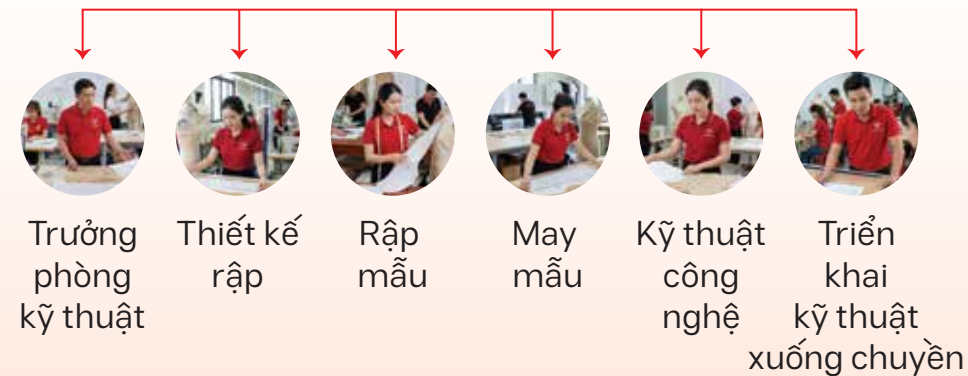 Trưởng
phòng
kỹ thuật
Thiết kế
rập
Rập
mẫu
May
mẫu
Kỹ thuật
công
nghệ
Triển
khai
kỹ thuật
xuống chuyền